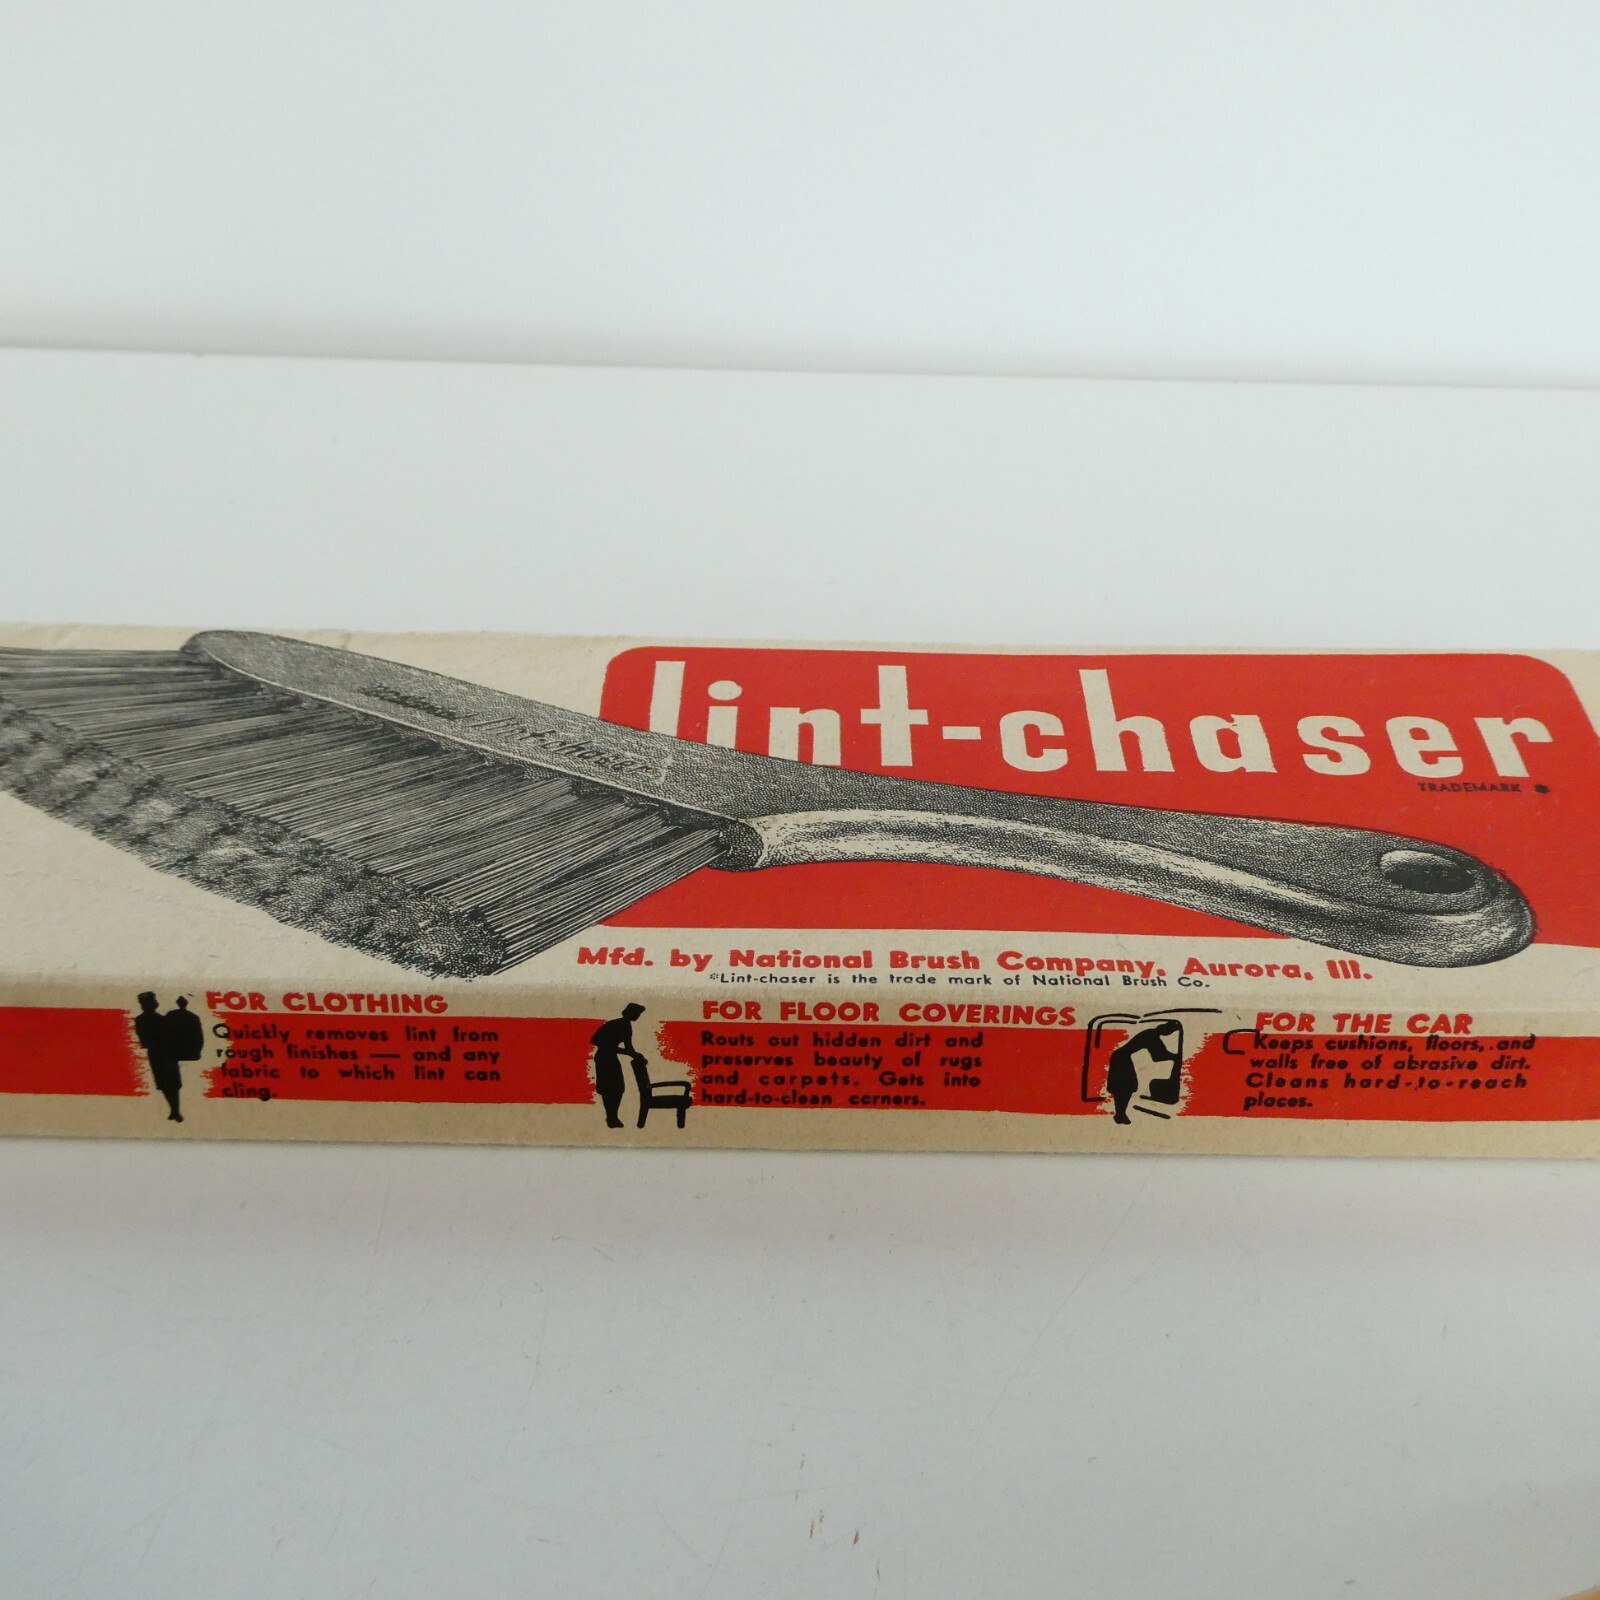 lint-chaser
TRADEMARK *
lint-chaser
Mfd. by National Brush Company, Aurora, Ill.
*Lint-chaser is the trade mark of National Brush Co.
FOR CLOTHING
Quickly removes lint from
rough finishes — and any
fabric to which lint can
cling.
FOR FLOOR COVERINGS
Routs out hidden dirt and
preserves beauty of rugs
and carpets. Gets into
hard-to-clean corners.
FOR THE CAR
Keeps cushions, floors, and
walls free of abrasive dirt.
Cleans hard-to-reach
places.